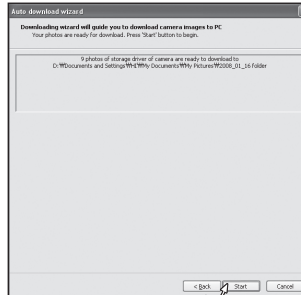 Auto download wizard
Downloading wizard will guide you to download camera images to PC
Your photos are ready for download. Press 'Start' button to begin.
9 photos of storage driver of camera are ready to download to
D:₩Documents and Settings₩HL₩My Documents₩My Pictures₩2008_01_16 folder
< Back Start Cancel